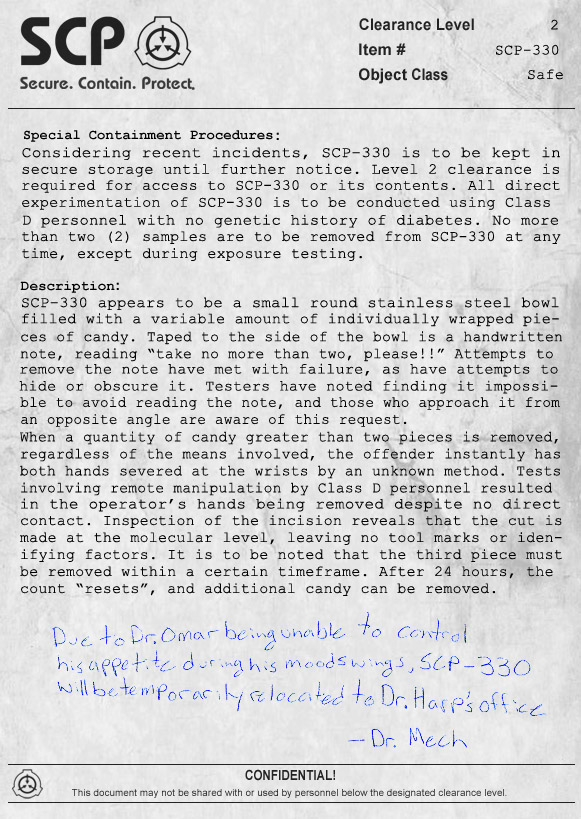 SCP
Secure. Contain. Protect.
Clearance Level 2
Item # SCP-330
Object Class Safe
Special Containment Procedures:
Considering recent incidents, SCP-330 is to be kept in
secure storage until further notice. Level 2 clearance is
required for access to SCP-330 or its contents. All direct
experimentation of SCP-330 is to be conducted using Class
D personnel with no genetic history of diabetes. No more
than two (2) samples are to be removed from SCP-330 at any
time, except during exposure testing.
Description:
SCP-330 appears to be a small round stainless steel bowl
filled with a variable amount of individually wrapped pie-
ces of candy. Taped to the side of the bowl is a handwritten
note, reading “take no more than two, please!!” Attempts to
remove the note have met with failure, as have attempts to
hide or obscure it. Testers have noted finding it impossi-
ble to avoid reading the note, and those who approach it from
an opposite angle are aware of this request.
When a quantity of candy greater than two pieces is removed,
regardless of the means involved, the offender instantly has
both hands severed at the wrists by an unknown method. Tests
involving remote manipulation by Class D personnel resulted
in the operator’s hands being removed despite no direct
contact. Inspection of the incision reveals that the cut is
made at the molecular level, leaving no tool marks or iden-
ifying factors. It is to be noted that the third piece must
be removed within a certain timeframe. After 24 hours, the
count “resets”, and additional candy can be removed.
Due to Dr. Omar being unable to control
his appetite during his moodswings, SCP-330
will be temporarily relocated to Dr. Harp's office
- Dr. Mech
CONFIDENTIAL!
This document may not be shared with or used by personnel below the designated clearance level.